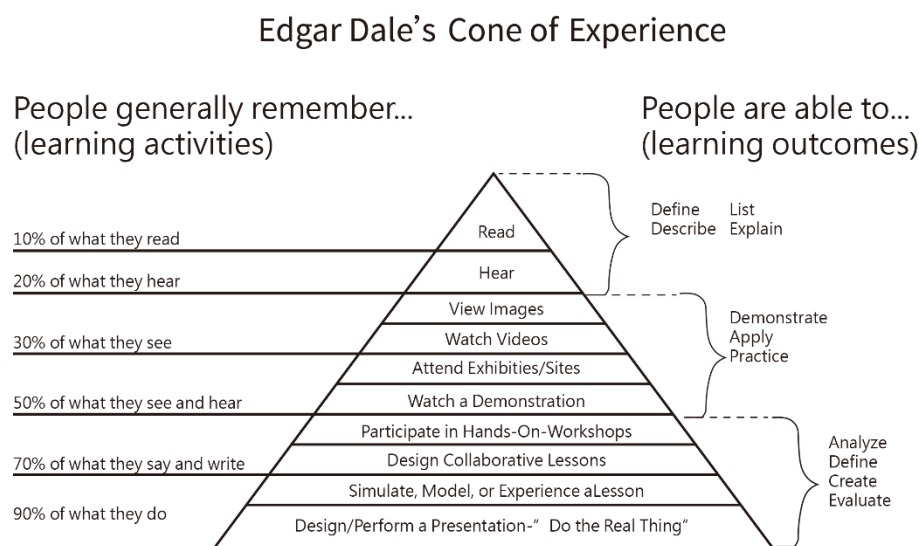 Edgar Dale’s Cone of Experience
People generally remember...
(learning activities)
People are able to...
(learning outcomes)
10% of what they read
20% of what they hear
30% of what they see
50% of what they see and hear
70% of what they say and write
90% of what they do
Read
Hear
View Images
Watch Videos
Attend Exhibities/Sites
Watch a Demonstration
Participate in Hands-On-Workshops
Design Collaborative Lessons
Simulate, Model, or Experience aLesson
Design/Perform a Presentation-“ Do the Real Thing“
Define List
Describe Explain
Demonstrate
Apply
Practice
Analyze
Define
Create
Evaluate